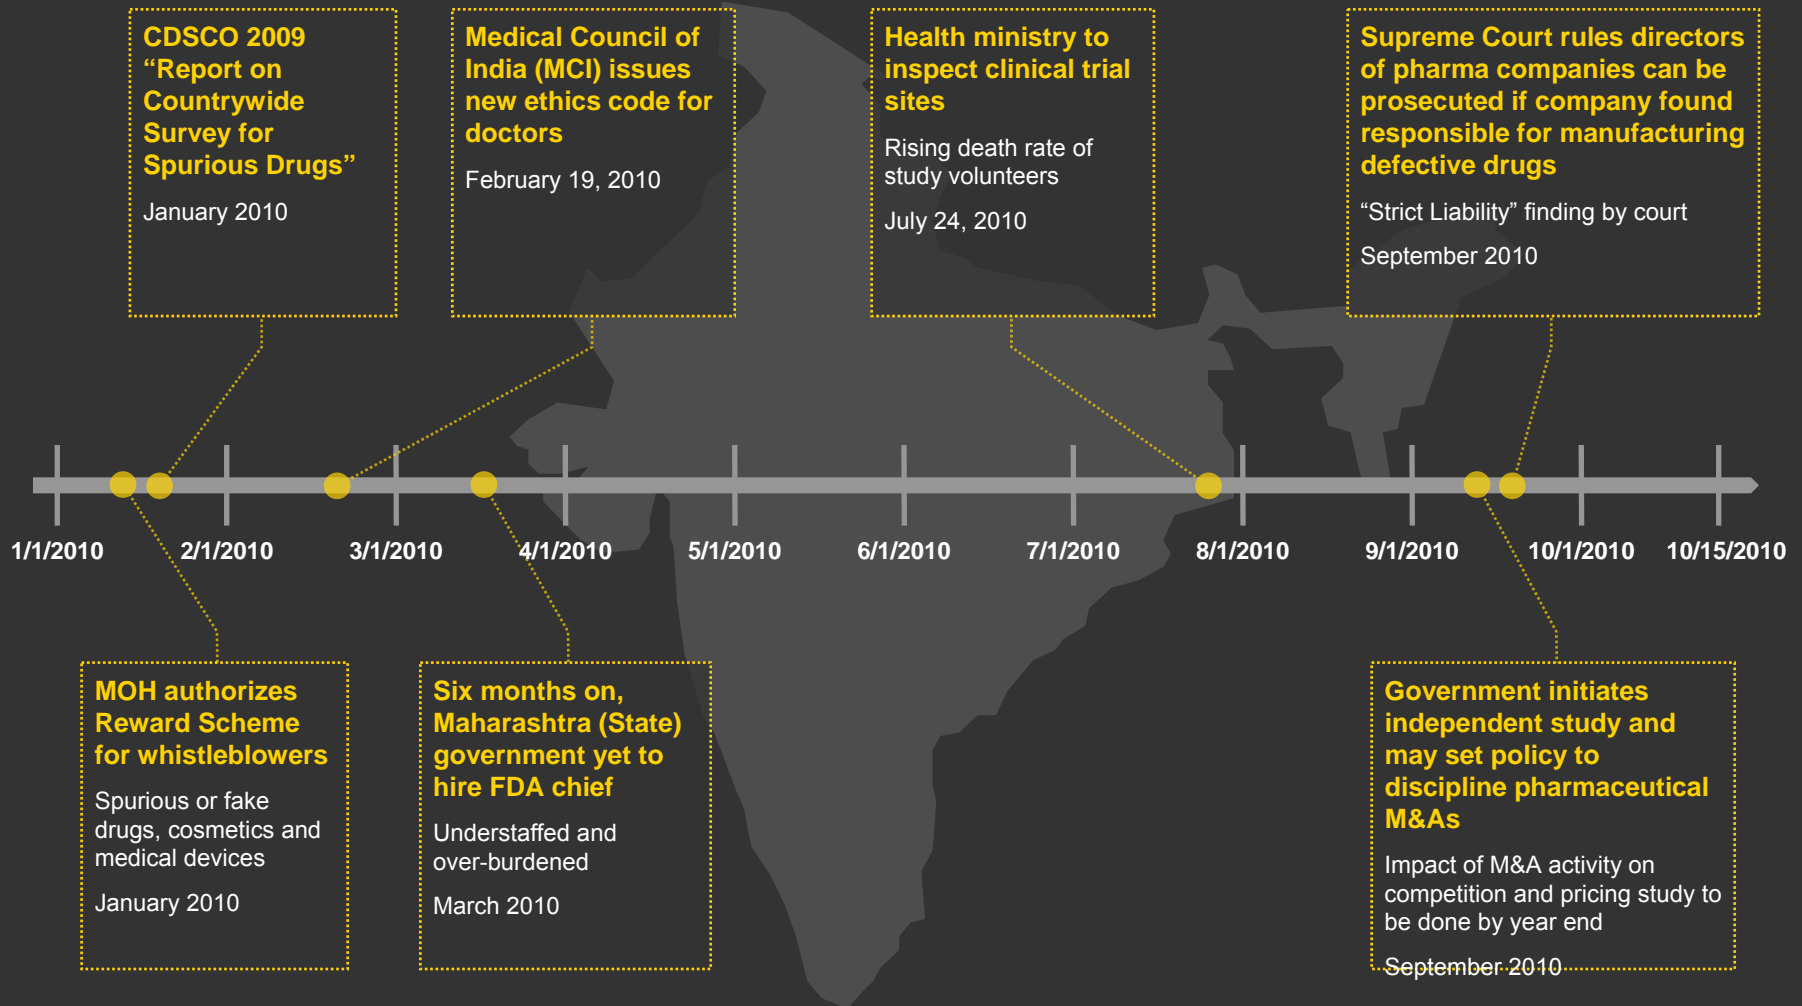 CDSCO 2009
“Report on
Countrywide
Survey for
Spurious Drugs”
January 2010
Medical Council of
India (MCI) issues
new ethics code for
doctors
February 19, 2010
Health ministry to
inspect clinical trial
sites
Rising death rate of
study volunteers
July 24, 2010
Supreme Court rules directors
of pharma companies can be
prosecuted if company found
responsible for manufacturing
defective drugs
“Strict Liability” finding by court
September 2010
1/1/2010
2/1/2010
3/1/2010
4/1/2010
5/1/2010
6/1/2010
7/1/2010
8/1/2010
9/1/2010
10/1/2010
10/15/2010
MOH authorizes
Reward Scheme
for whistleblowers
Spurious or fake
drugs, cosmetics and
medical devices
January 2010
Six months on,
Maharashtra (State)
government yet to
hire FDA chief
Understaffed and
over-burdened
March 2010
Government initiates
independent study and
may set policy to
discipline pharmaceutical
M&As
Impact of M&A activity on
competition and pricing study to
be done by year end
September 2010